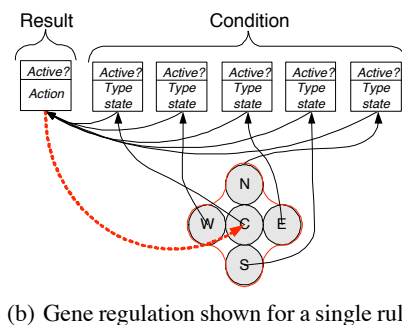 Result
Condition
Active?
Action
Active?
Type
state
Active?
Type
state
Active?
Type
state
Active?
Type
state
Active?
Type
state
N
W
C
E
S
(b) Gene regulation shown for a single rul